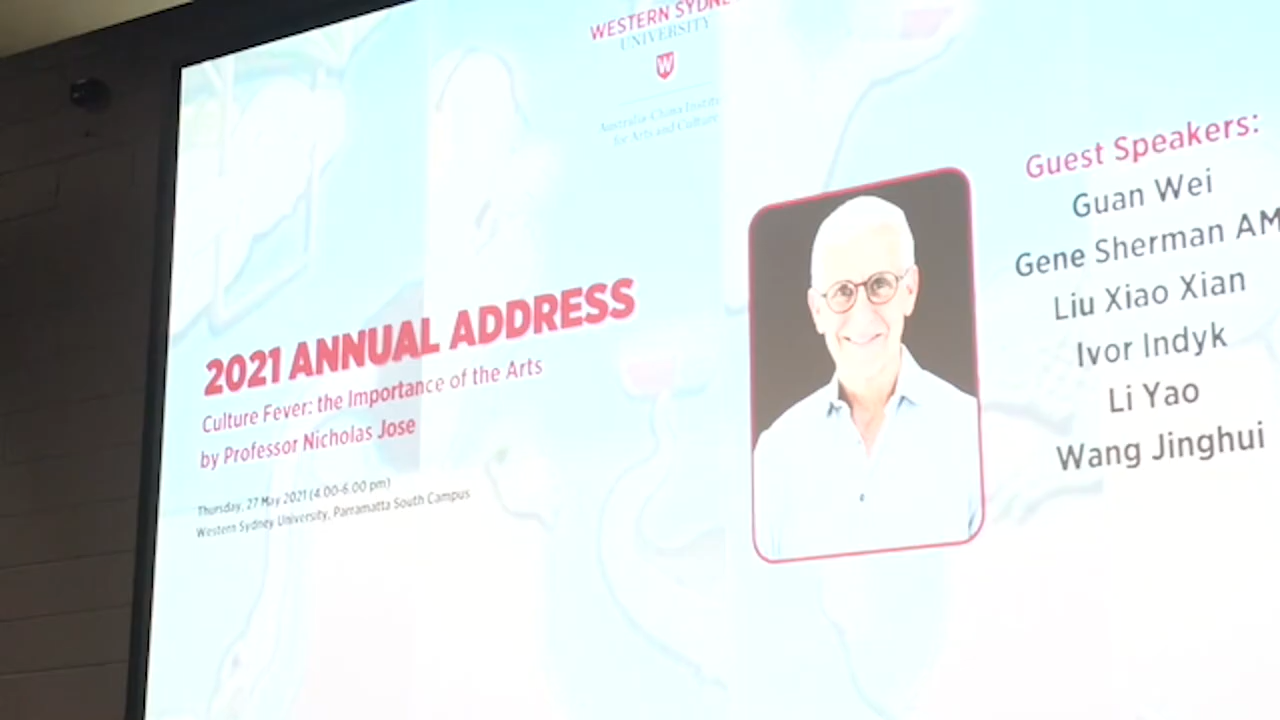 WESTERN SYDNE
UNIVERSITY
W
Australia-China Institute
for Arts and Culture
2021 ANNUAL ADDRESS
Culture Fever: the Importance of the Arts
by Professor Nicholas Jose
Thursday, 27 May 2021 (4.00-6.00 pm)
Western Sydney University, Parramatta South Campus
Guest Speakers:
Guan Wei
Gene Sherman AM
Liu Xiao Xian
Ivor Indyk
Li Yao
Wang Jinghui